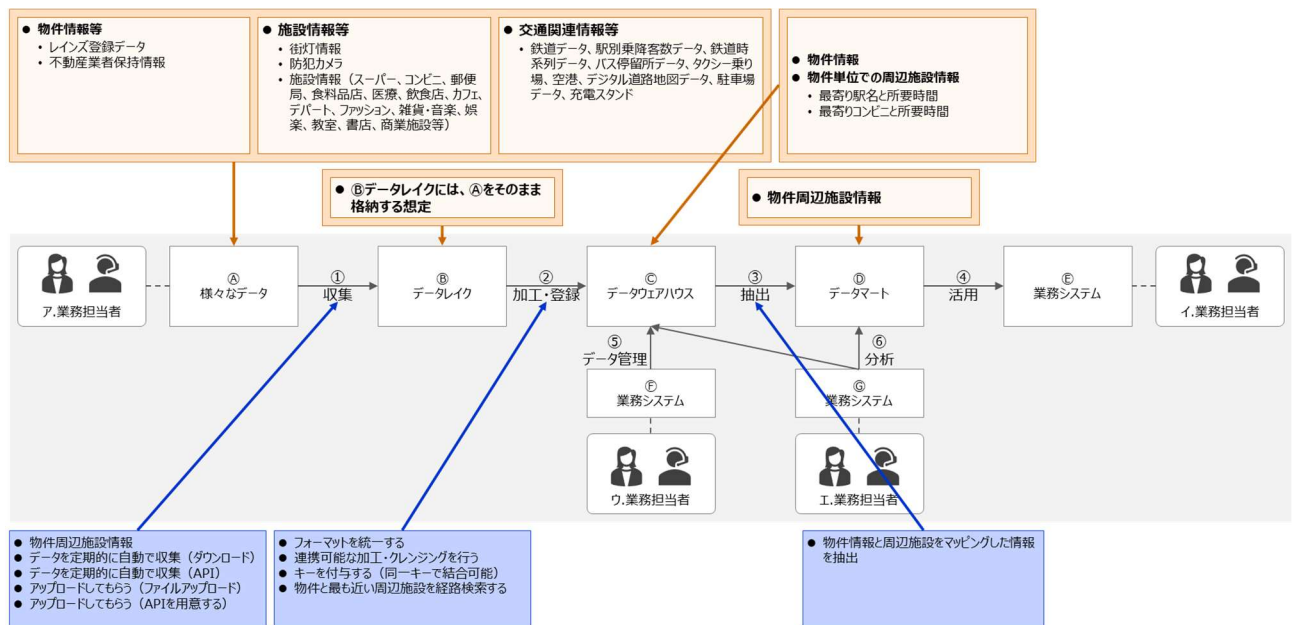 ● 物件情報等
・ レインズ登録データ
・ 不動産業者保持情報
● 施設情報等
・ 街灯情報
・ 防犯カメラ
・ 施設情報（スーパー、コンビニ、郵便
局、食料品店、医療、飲食店、カフェ、
デパート、ファッション、雑貨・音楽、娯
楽、教室、書店、商業施設等）
● 交通関連情報等
・ 鉄道データ、駅別乗降客数データ、鉄道時
系列データ、バス停留所データ、タクシー乗り
場、空港、デジタル道路地図データ、駐車場
データ、充電スタンド
● 物件情報
● 物件単位での周辺施設情報
・ 最寄り駅名と所要時間
・ 最寄りコンビニと所要時間
● Ⓑデータレイクには、Ⓐをそのまま
格納する想定
● 物件周辺施設情報
ア.業務担当者
Ⓐ
様々なデータ
①
収集
Ⓑ
データレイク
②
加工・登録
Ⓒ
データウェアハウス
③
抽出
Ⓓ
データマート
④
活用
Ⓔ
業務システム
イ.業務担当者
⑤
データ管理
⑥
分析
Ⓕ
業務システム
Ⓖ
業務システム
ウ.業務担当者
エ.業務担当者
● 物件周辺施設情報
● データを定期的に自動で収集（ダウンロード）
● データを定期的に自動で収集（API）
● アップロードしてもらう（ファイルアップロード）
● アップロードしてもらう（APIを用意する）
● フォーマットを統一する
● 連携可能な加工・クレンジングを行う
● キーを付与する（同一キーで結合可能）
● 物件と最も近い周辺施設を経路検索する
● 物件情報と周辺施設をマッピングした情報
を抽出